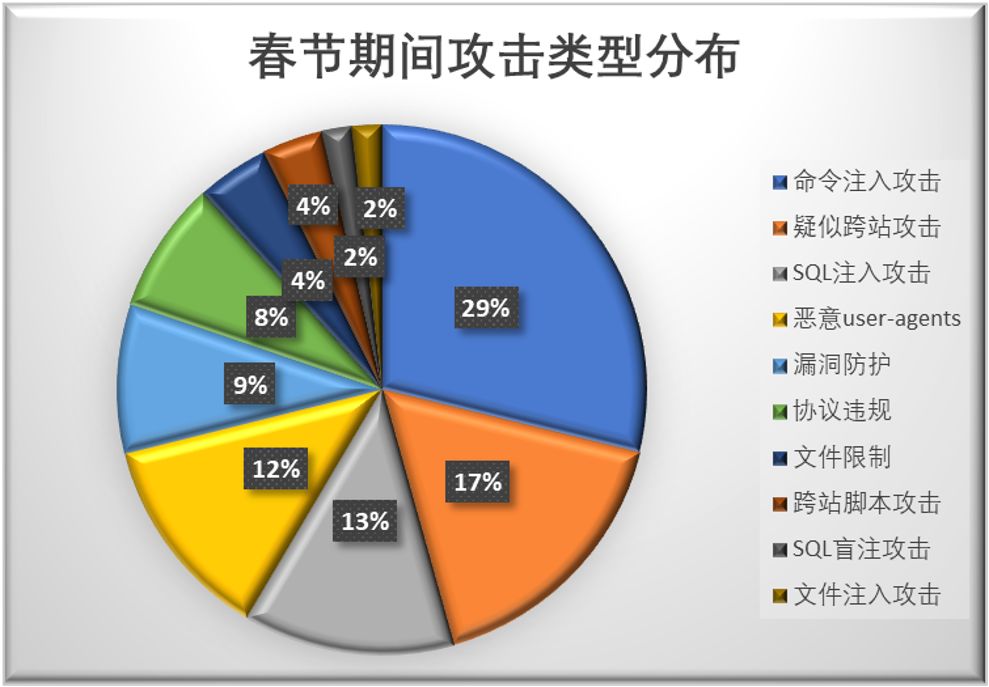 春节期间攻击类型分布
29%
17%
13%
12%
9%
8%
4%
4%
2%
2%
命令注入攻击
疑似跨站攻击
SQL注入攻击
恶意user-agents
漏洞防护
协议违规
文件限制
跨站脚本攻击
SQL盲注攻击
文件注入攻击